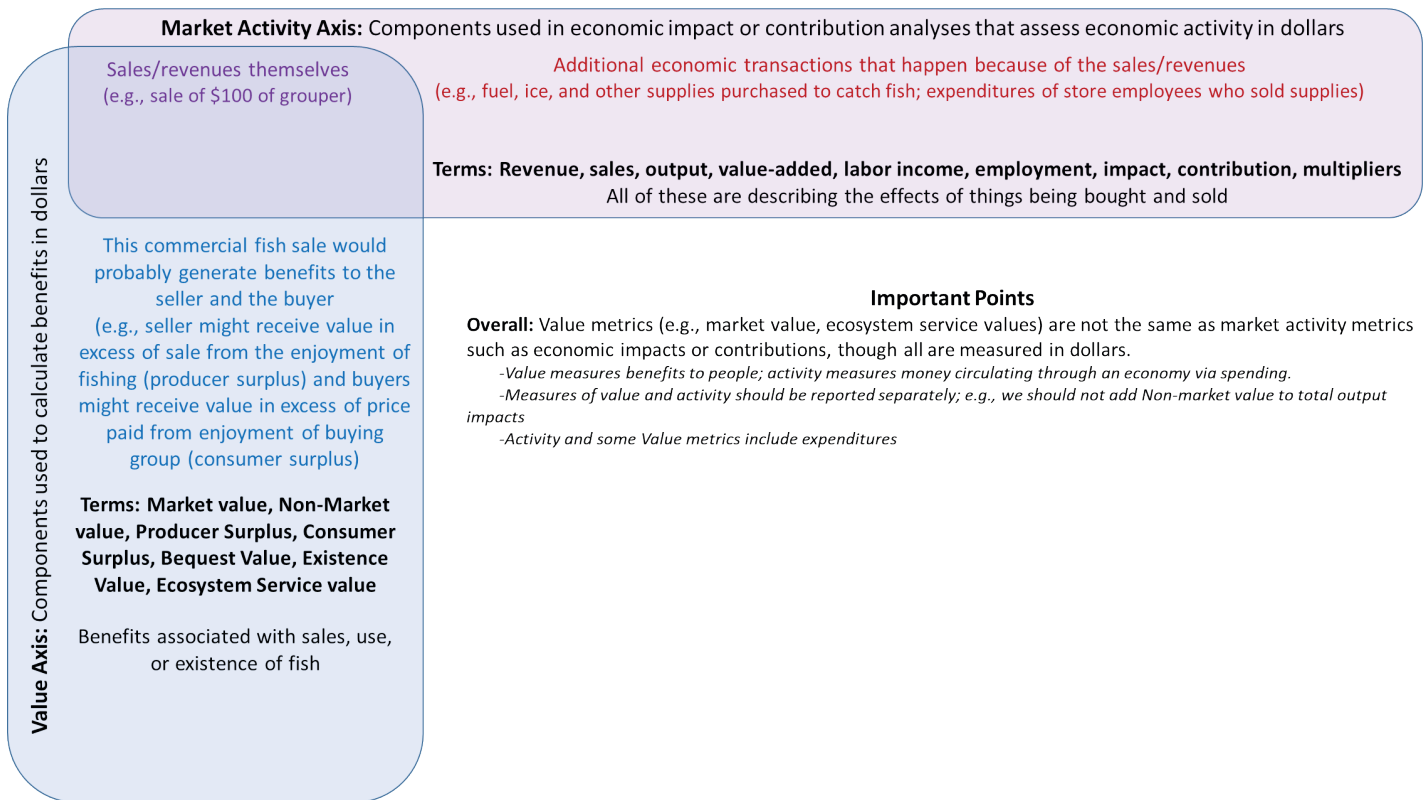 Market Activity Axis: Components used in economic impact or contribution analyses that assess economic activity in dollars
Sales/revenues themselves
(e.g., sale of $100 of grouper)
Additional economic transactions that happen because of the sales/revenues
(e.g., fuel, ice, and other supplies purchased to catch fish; expenditures of store employees who sold supplies)
Terms: Revenue, sales, output, value-added, labor income, employment, impact, contribution, multipliers
All of these are describing the effects of things being bought and sold
Value Axis: Components used to calculate benefits in dollars
This commercial fish sale would
probably generate benefits to the
seller and the buyer
(e.g., seller might receive value in
excess of sale from the enjoyment of
fishing (producer surplus) and buyers
might receive value in excess of price
paid from enjoyment of buying
group (consumer surplus)
Terms: Market value, Non-Market
value, Producer Surplus, Consumer
Surplus, Bequest Value, Existence
Value, Ecosystem Service value
Benefits associated with sales, use,
or existence of fish
Important Points
Overall: Value metrics (e.g., market value, ecosystem service values) are not the same as market activity metrics
such as economic impacts or contributions, though all are measured in dollars.
-Value measures benefits to people; activity measures money circulating through an economy via spending.
-Measures of value and activity should be reported separately; e.g., we should not add Non-market value to total output
impacts
-Activity and some Value metrics include expenditures